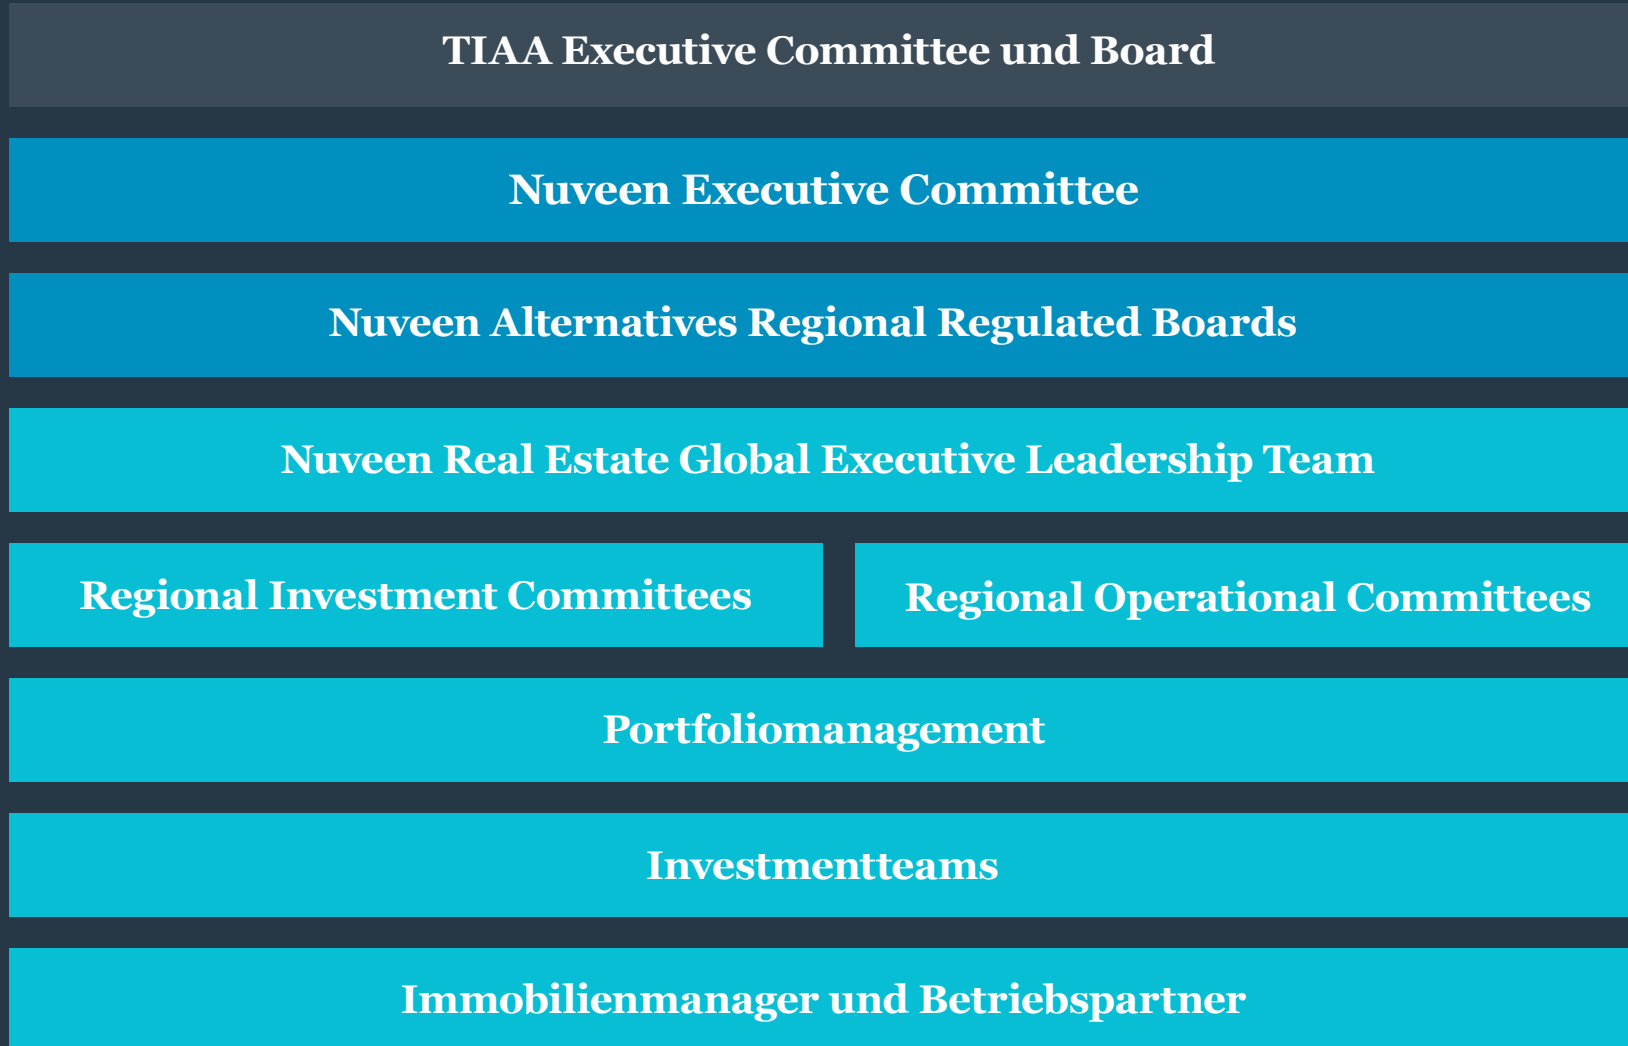 TIAA Executive Committee und Board
Nuveen Executive Committee
Nuveen Alternatives Regional Regulated Boards
Nuveen Real Estate Global Executive Leadership Team
Regional Investment Committees
Regional Operational Committees
Portfoliomanagement
Investmentteams
Immobilienmanager und Betriebspartner